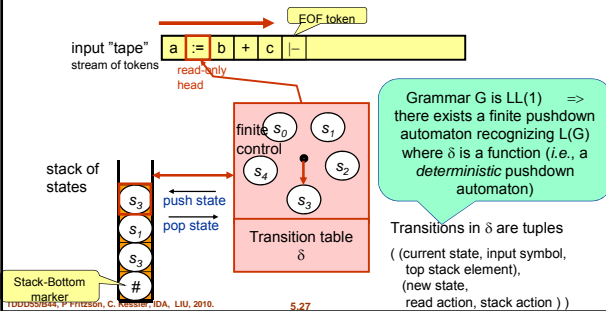 EOF token
input "tape"
stream of tokens
a := b + c |–
read-only
head
Grammar G is LL(1) =>
there exists a finite pushdown
automaton recognizing L(G)
where δ is a function (i.e., a
deterministic pushdown
automaton)
finite
control
s0 s1
s4 s2
s3
stack of
states
s3
s1
s3
#
push state
pop state
Transition table
δ
Transitions in δ are tuples
( (current state, input symbol,
top stack element),
(new state,
read action, stack action ) )
Stack-Bottom
marker
TDDD55/B44, P Fritzson, C. Kessler, IDA, LIU, 2010.
5.27